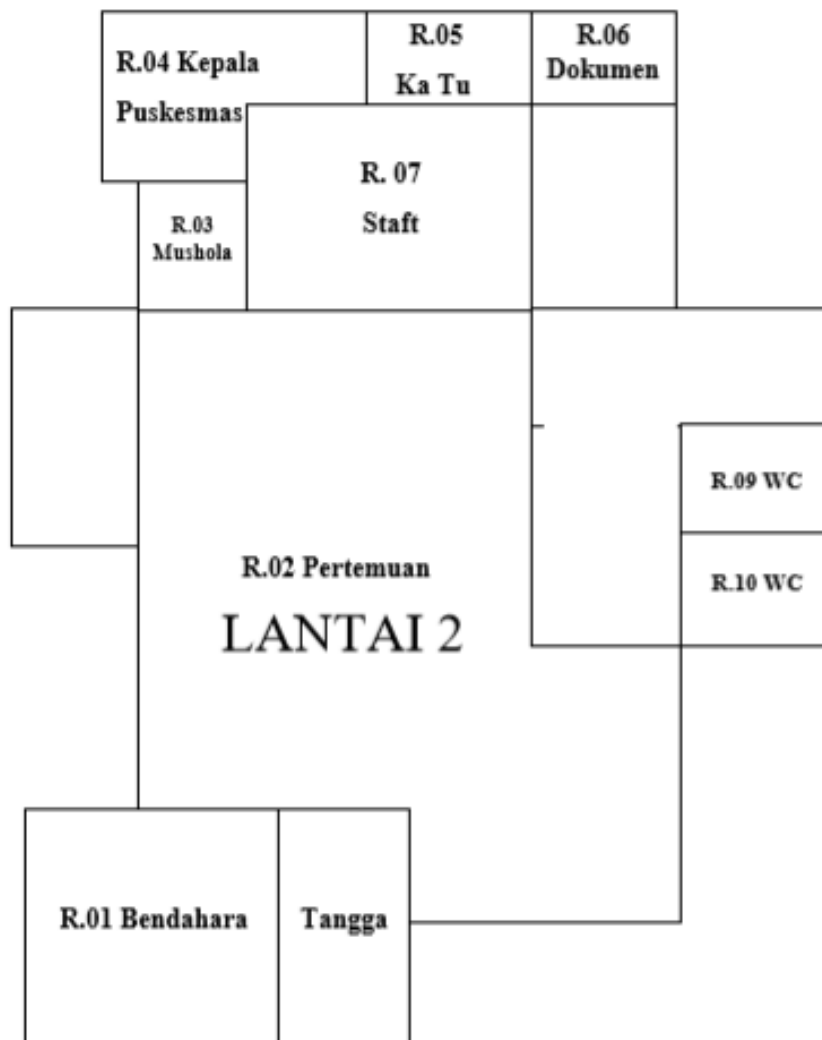 R.04 Kepala
Puskesmas
R.05
Ka Tu
R.06
Dokumen
R. 07
Staft
R.03
Mushola
R.09 WC
R.10 WC
R.02 Pertemuan
LANTAI 2
R.01 Bendahara
Tangga